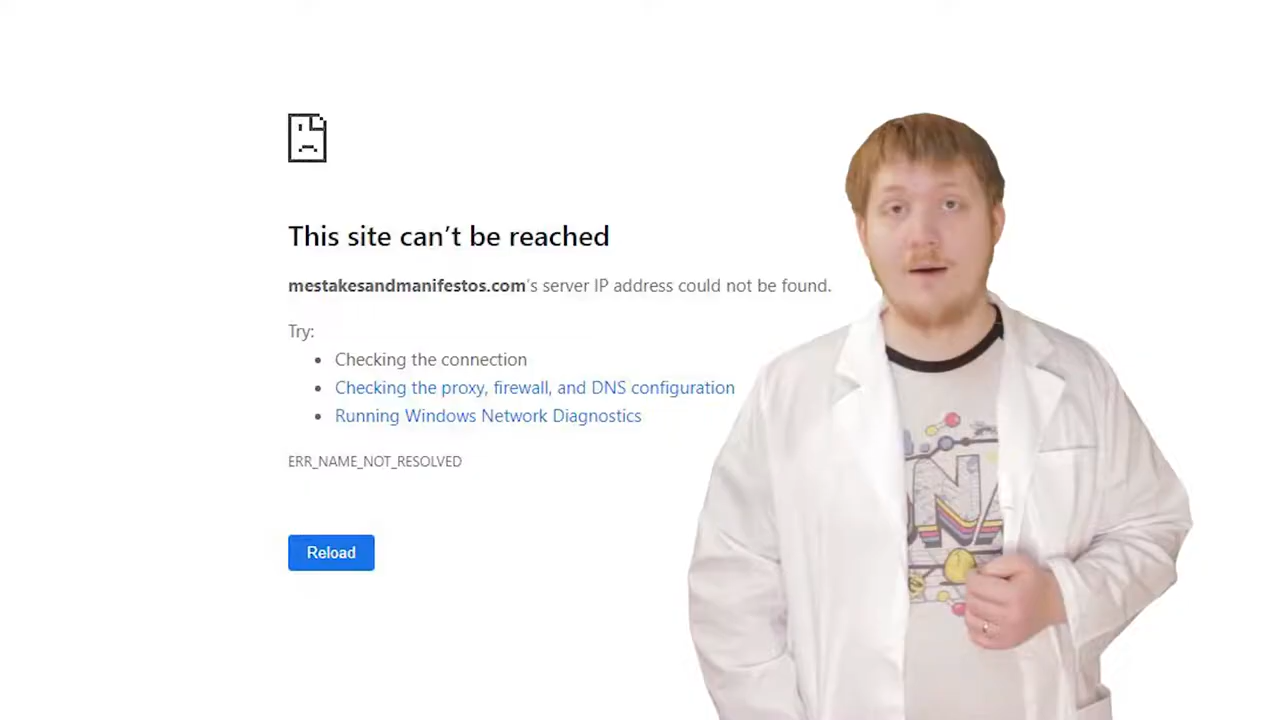 This site can’t be reached
mestakesandmanifestos.com's server IP address could not be found.
Try:
• Checking the connection
• Checking the proxy, firewall, and DNS configuration
• Running Windows Network Diagnostics
ERR_NAME_NOT_RESOLVED
Reload